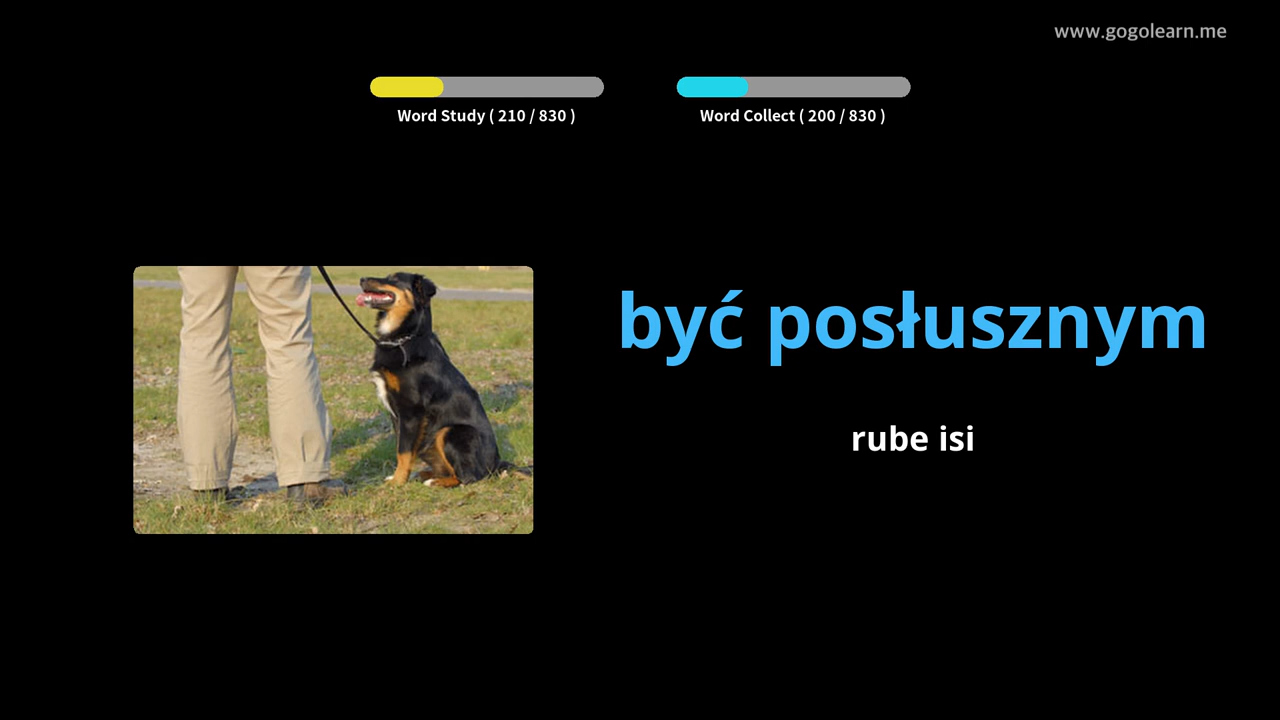 www.gogolearn.me
Word Study ( 210 / 830 )
Word Collect ( 200 / 830 )
być posłusznym
rube isi